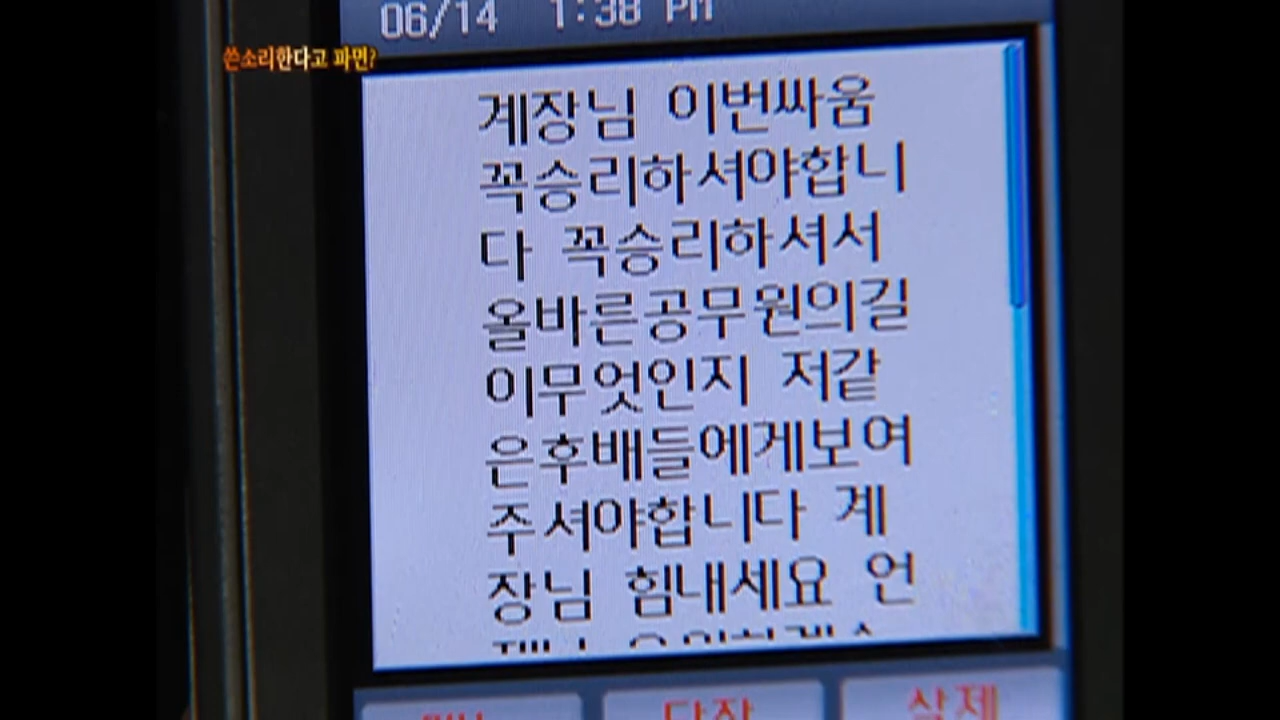 06/14 1:38 PM
쓴소리한다고 파면?
게장님 이번싸움
꼭승리하셔야합니
다 꼭승리하셔서
올바른공무원의길
이무엇인지 저같
은후배들에게보여
주셔야합니다 계
장님 힘내세요 언
답장 삭제